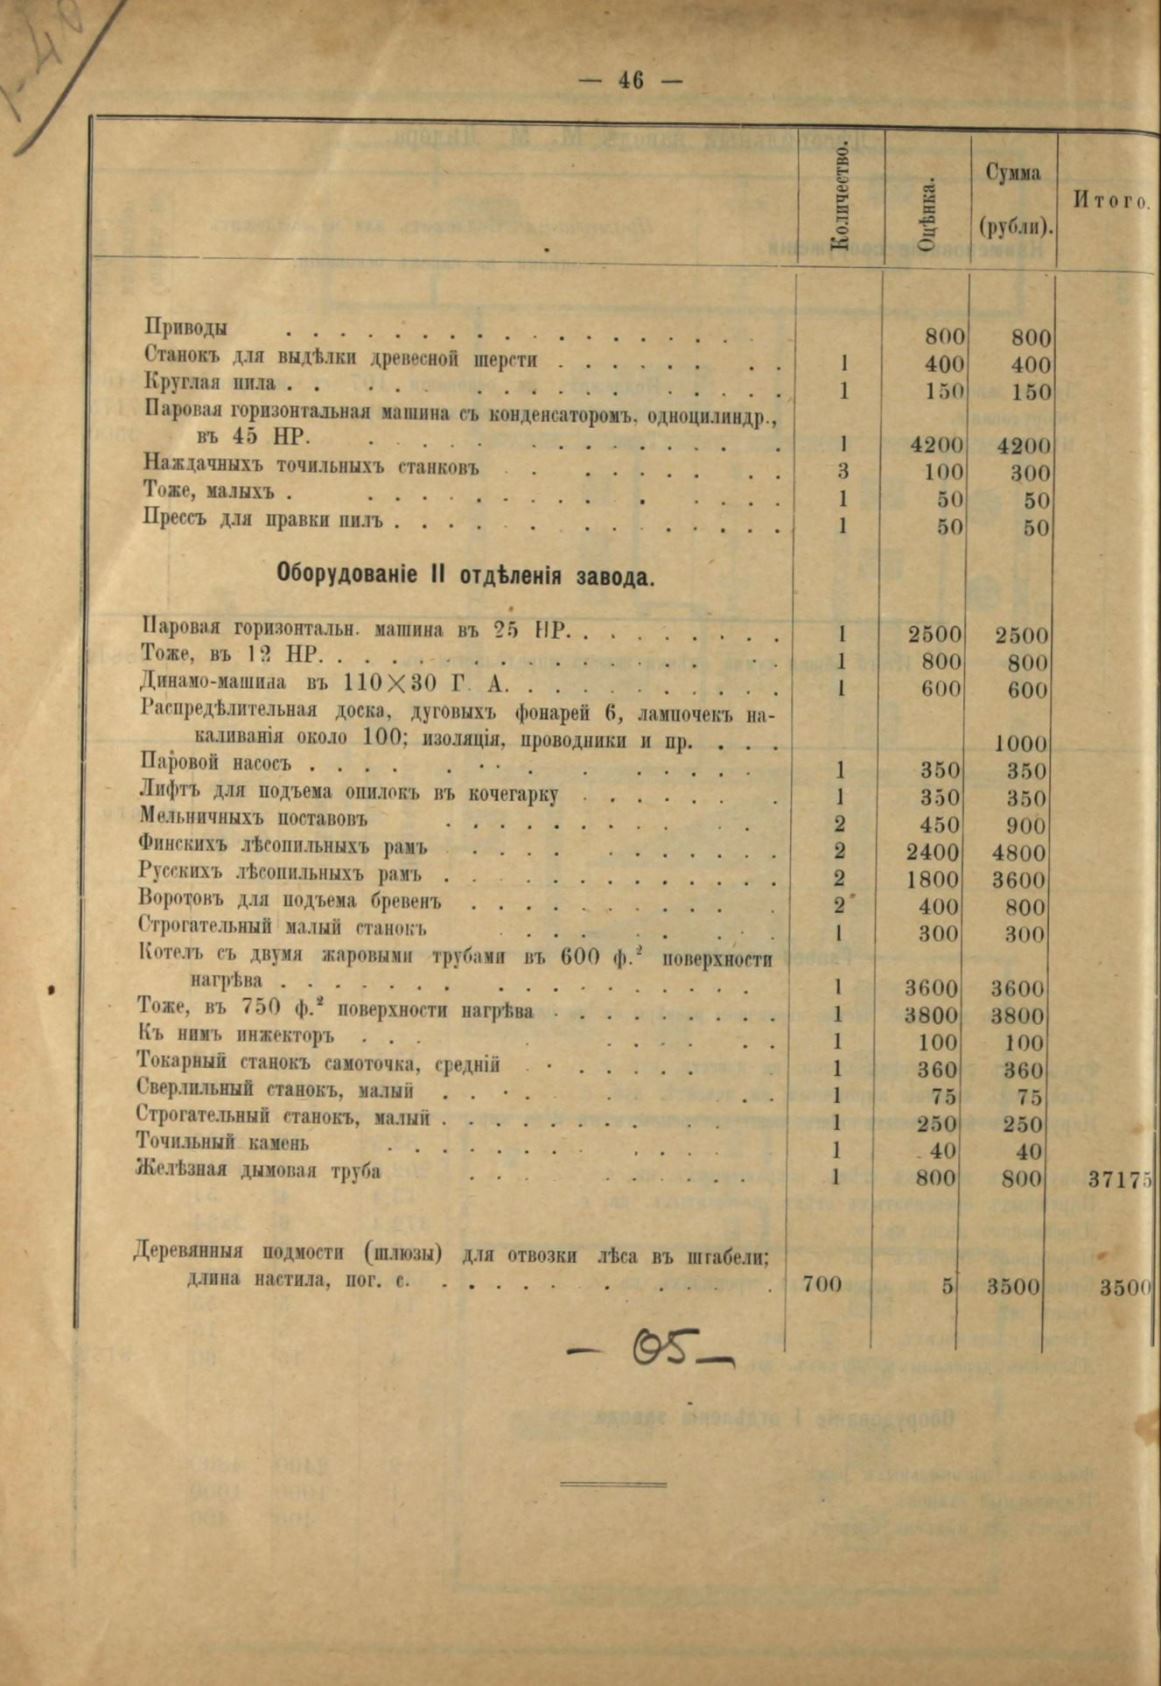 — 46 —
Количество. Оцѣнка. Сумма (рубли). Итого.
Приводы . . . . . . . . . . . . . . . . 800 800
Станокъ для выдѣлки древесной шерсти . . . . . . . . 1 400 400
Круглая пила . . . . . . . . . . . . . . . 1 150 150
Паровая горизонтальная машина съ конденсаторомъ, одноцилиндр.,
въ 45 HP. . . . . . . . . . . . . . 1 4200 4200
Наждачныхъ точильныхъ станковъ . . . . . . . . . 3 100 300
Тоже, малыхъ . . . . . . . . . . . . . . . 1 50 50
Прессъ для правки пилъ . . . . . . . . . . . . . 1 50 50
Оборудованіе II отдѣленія завода.
Паровая горизонтальн. машина въ 25 HP. . . . . . . . . 1 2500 2500
Тоже, въ 12 HP. . . . . . . . . . . . . . . . . 1 800 800
Динамо-машина въ 110×30 Г. А. . . . . . . . . . . 1 600 600
Распредѣлительная доска, дуговыхъ фонарей 6, лампочекъ на-
каливанія около 100; изоляція, проводники и пр. . . . 1000
Паровой насосъ . . . . . . . . . . . . . . 1 350 350
Лифтъ для подъема опилокъ въ кочегарку . . . . . . . 1 350 350
Мельничныхъ поставовъ . . . . . . . . . . . 2 450 900
Финскихъ лѣсопильныхъ рамъ . . . . . . . . . . . 2 2400 4800
Русскихъ лѣсопильныхъ рамъ . . . . . . . . . . . . 2 1800 3600
Воротовъ для подъема бревенъ . . . . . . . . . . . 2 400 800
Строгательный малый станокъ . . . . . . . . . 1 300 300
Котелъ съ двумя жаровыми трубами въ 600 ф.² поверхности
нагрѣва . . . . . . . . . . . . . . . . 1 3600 3600
Тоже, въ 750 ф.² поверхности нагрѣва . . . . . . . . . 1 3800 3800
Къ нимъ инжекторъ . . . . . . . . . 1 100 100
Токарный станокъ самоточка, средній . . . . . . . 1 360 360
Сверлильный станокъ, малый . . . . . . 1 75 75
Строгательный станокъ, малый . . . . . . . . . . 1 250 250
Точильный камень . . . . . . . . . . . . 1 40 40
Желѣзная дымовая труба . . . . . . . . . . 1 800 800 37175
Деревянныя подмости (шлюзы) для отвозки лѣса въ штабели;
длина настила, пог. с. . . . . . . . . . . . 700 5 3500 3500